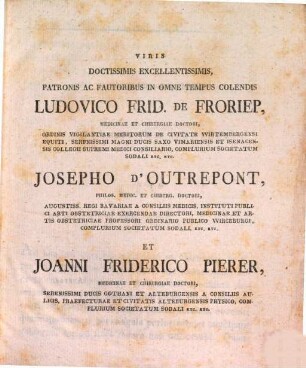 VIRIS
DOCTISSIMIS EXCELLENTISSIMIS,
PATRONIS AC FAUTORIBUS IN OMNE TEMPUS COLENDIS
LUDOVICO FRID. DE FRORIEP,
MEDICINAE ET CHIRURGIAE DOCTORI,
ORDINIS VIGILANTIAE MERITORUM DE CIVITATE WIRTEMBERGENSI
EQUITI, SERENISSIMI MAGNI DUCIS SAXO VIMARIENSIS ET ISENACEN-
SIS COLLEGII SUPREMI MEDICI CONSILIARIO, COMPLURIUM SOCIETATUM
SODALI etc. etc.
JOSEPHO D'OUTREPONT,
PHILOS. MEDIC. ET CHIRURG. DOCTORI,
AUGUSTISS. REGI BAVARIAE A CONSILIIS MEDICIS, INSTITUTI PUBLI-
CI ARTI OBSTETRICIAE EXERCENDAE DIRECTORI, MEDICINAE ET AR-
TIS OBSTETRICIAE PROFESSORI ORDINARIO PUBLICO WIRCEBURGI,
COMPLURIUM SOCIETATUM SODALI, etc. etc.
ET
JOANNI FRIDERICO PIERER,
MEDICINAE ET CHIRURGIAE DOCTORI,
SERENISSIMI DUCIS GOTHANI ET ALTEBURGENSIS A CONSILIIS AU-
LICIS, PRAEFECTURAE ET CIVITATIS ALTEBURGENSIS PHYSICO, COM-
PLURIUM SOCIETATUM SODALI etc. etc.